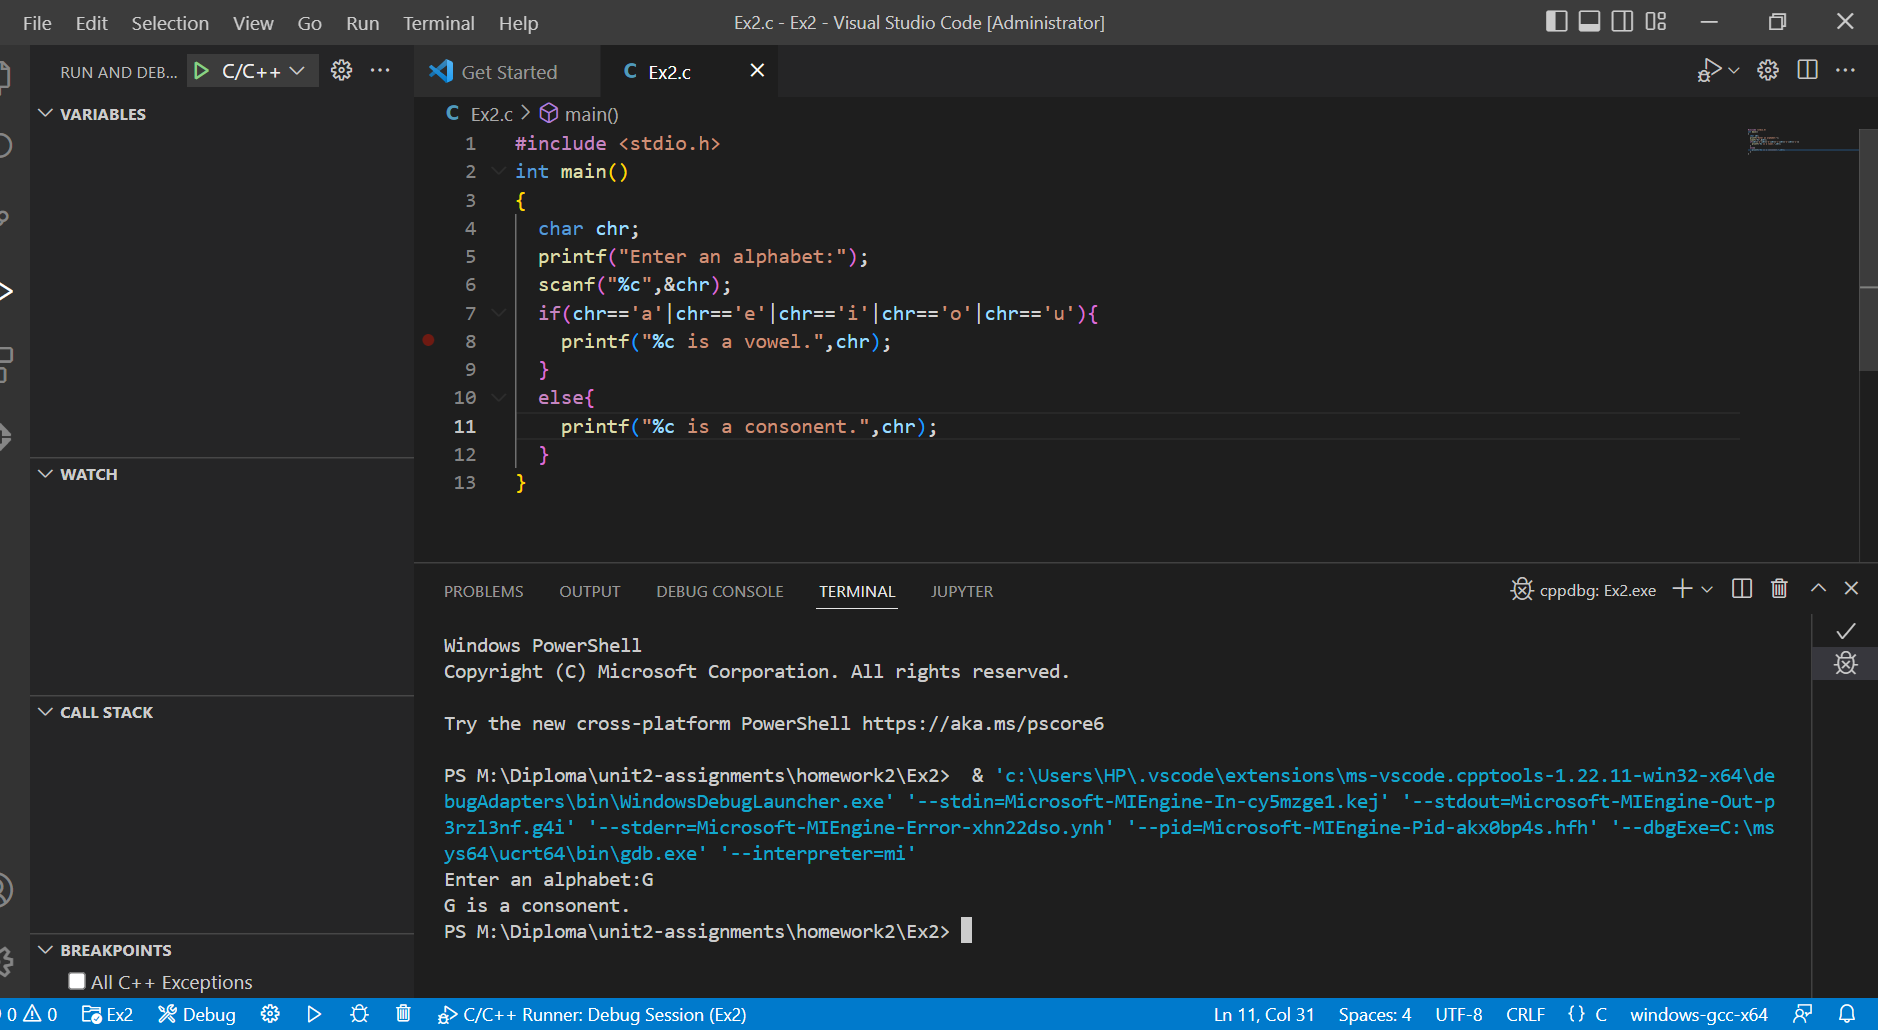 File Edit Selection View Go Run Terminal Help
Ex2.c - Ex2 - Visual Studio Code [Administrator]
RUN AND DEB... C/C++
Get Started
C Ex2.c
VARIABLES
C Ex2.c > main()
1 #include <stdio.h>
2 int main()
3 {
4 char chr;
5 printf("Enter an alphabet:");
6 scanf("%c",&chr);
7 if(chr=='a'|chr=='e'|chr=='i'|chr=='o'|chr=='u'){
8 printf("%c is a vowel.",chr);
9 }
10 else{
11 printf("%c is a consonent.",chr);
12 }
13 }
WATCH
CALL STACK
BREAKPOINTS
All C++ Exceptions
PROBLEMS OUTPUT DEBUG CONSOLE TERMINAL JUPYTER
cppdbg: Ex2.exe
Windows PowerShell
Copyright (C) Microsoft Corporation. All rights reserved.
Try the new cross-platform PowerShell https://aka.ms/pscore6
PS M:\Diploma\unit2-assignments\homework2\Ex2> & 'c:\Users\HP\.vscode\extensions\ms-vscode.cpptools-1.22.11-win32-x64\de
bugAdapters\bin\WindowsDebugLauncher.exe' '--stdin=Microsoft-MIEngine-In-cy5mzge1.kej' '--stdout=Microsoft-MIEngine-Out-p
3rzl3nf.g4i' '--stderr=Microsoft-MIEngine-Error-xhn22dso.ynh' '--pid=Microsoft-MIEngine-Pid-akx0bp4s.hfh' '--dbgExe=C:\ms
ys64\ucrt64\bin\gdb.exe' '--interpreter=mi'
Enter an alphabet:G
G is a consonent.
PS M:\Diploma\unit2-assignments\homework2\Ex2>
0 0 Ex2 Debug C/C++ Runner: Debug Session (Ex2) Ln 11, Col 31 Spaces: 4 UTF-8 CRLF {} C windows-gcc-x64